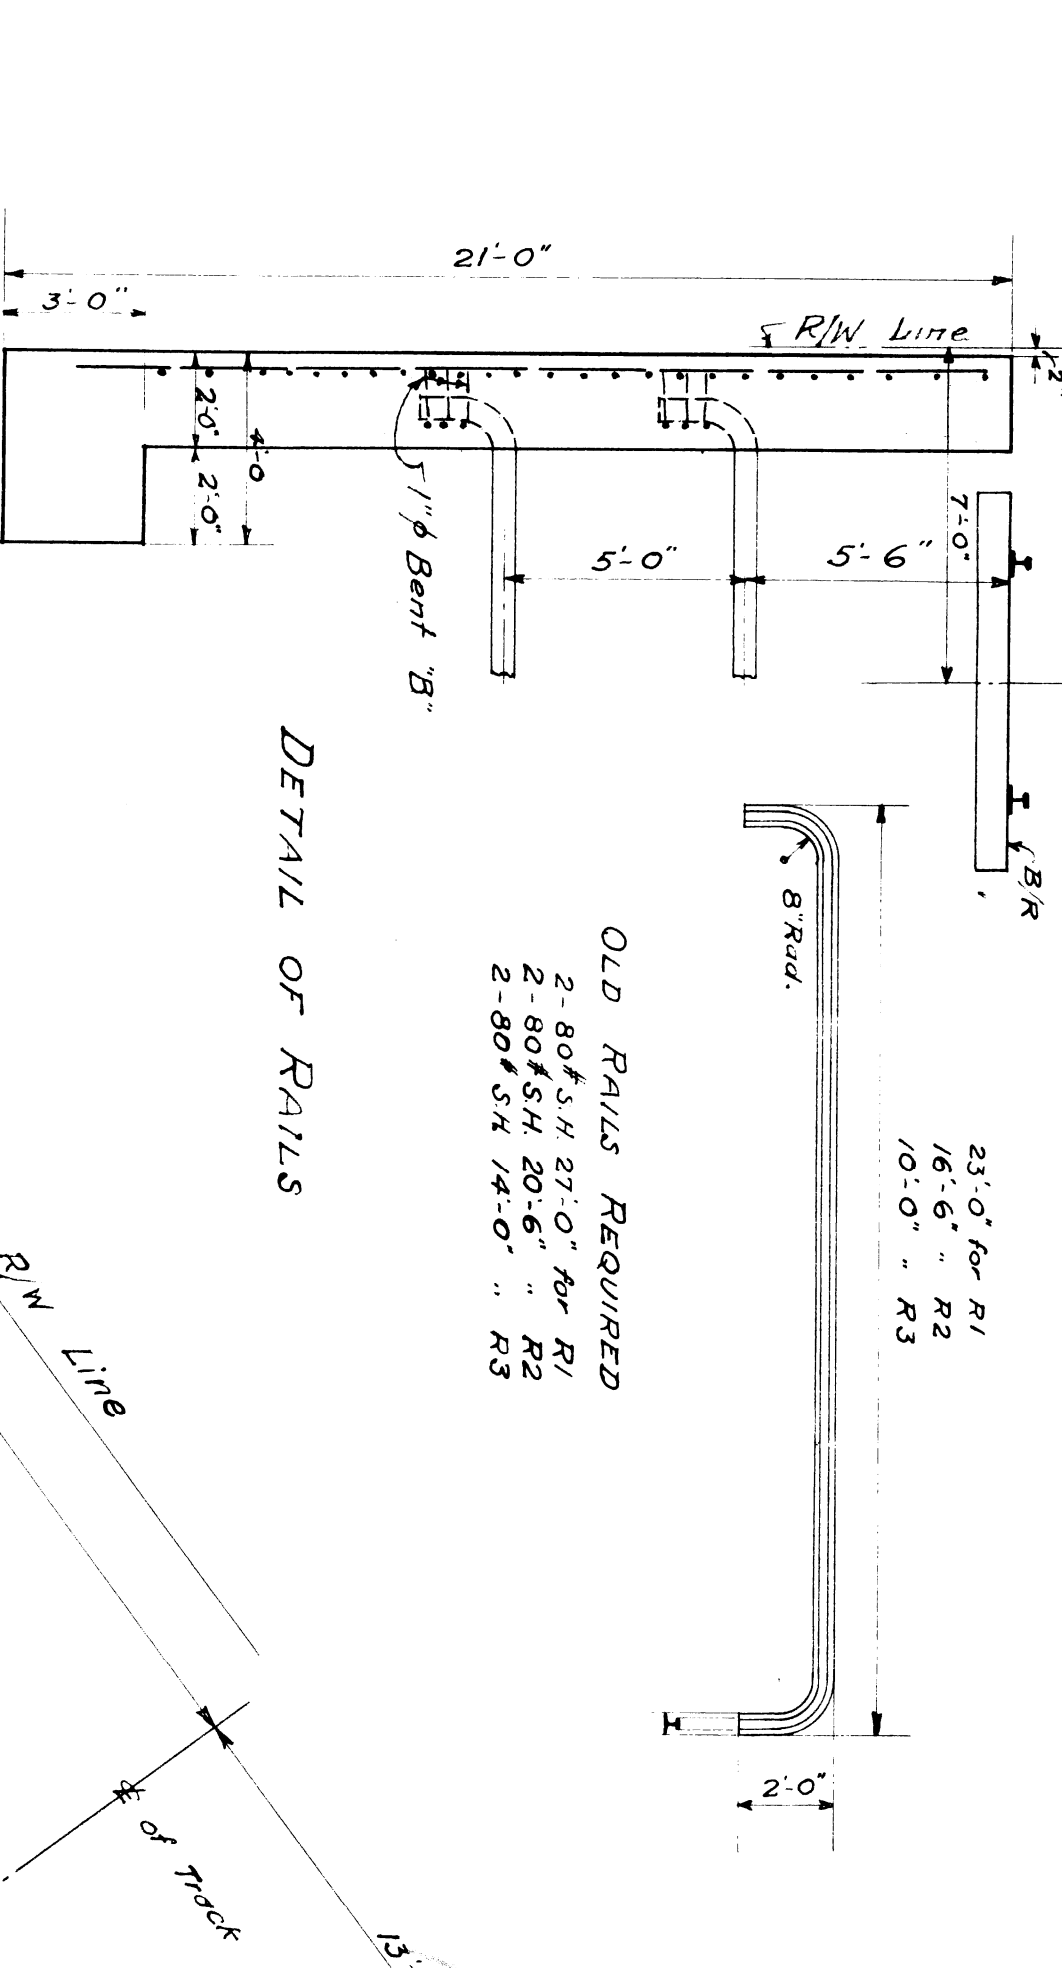 21'-0"
3'-0"
R/W Line
2'-0"
4'-0
2'-0"
1"φ Bent "B"
5'-0"
5'-6"
7'-0"
B/R
8" Rad.
23'-0" for R1
16'-6" " R2
10'-0" " R3
OLD RAILS REQUIRED
2-80# S.H. 27'-0" for R1
2-80# S.H. 20'-6" " R2
2-80# S.H. 14'-0" " R3
DETAIL OF RAILS
2'-0"
R/W Line
℄ of Track
13'-